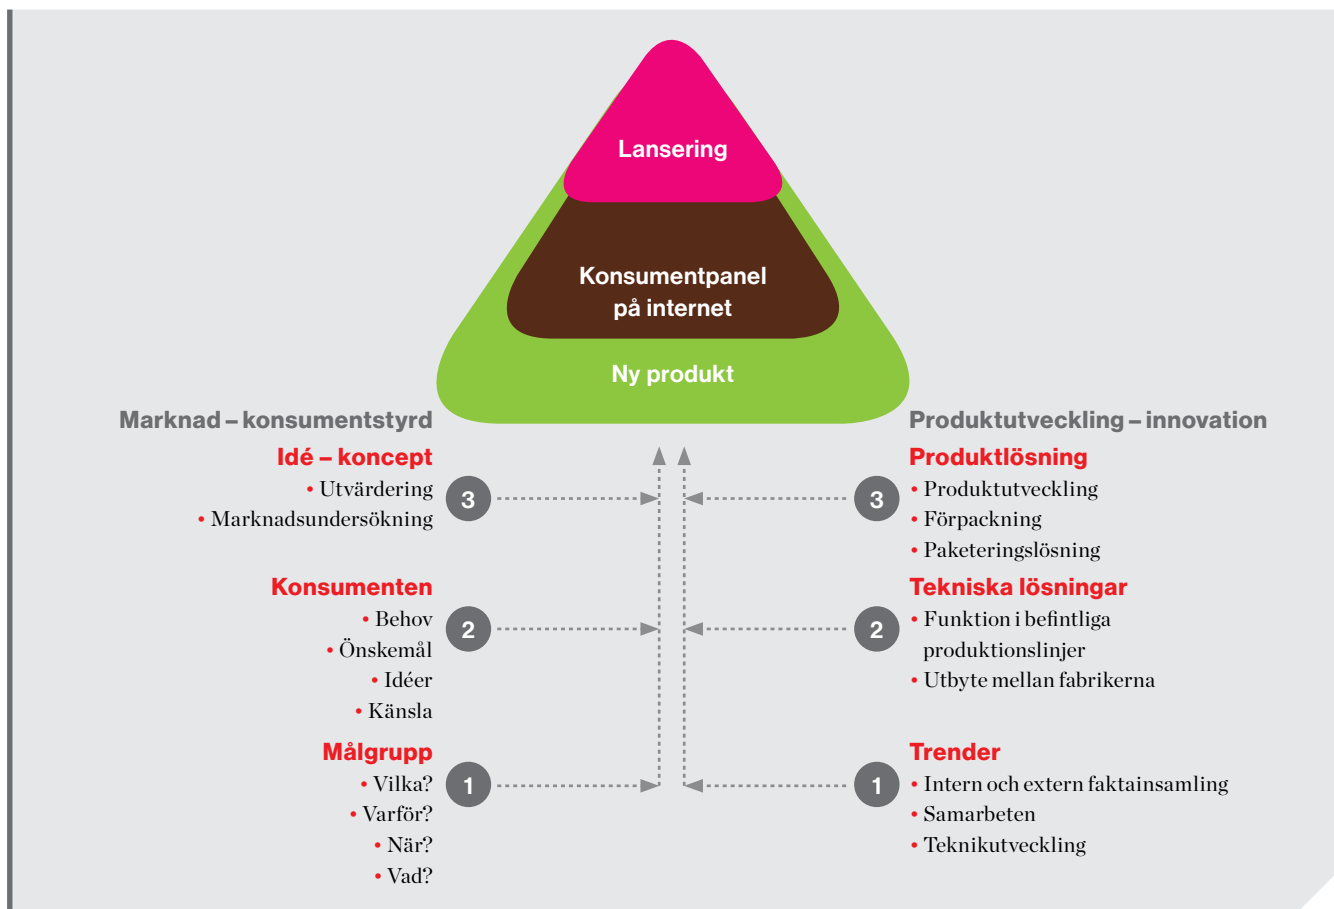 Lansering
Konsumentpanel
på internet
Ny produkt
Marknad – konsumentstyrd
Idé – koncept
• Utvärdering
• Marknadsundersökning
3
Konsumenten
• Behov
• Önskemål
• Idéer
• Känsla
2
Målgrupp
• Vilka?
• Varför?
• När?
• Vad?
1
Produktutveckling – innovation
Produktlösning
• Produktutveckling
• Förpackning
• Paketeringslösning
3
Tekniska lösningar
• Funktion i befintliga
produktionslinjer
• Utbyte mellan fabrikerna
2
Trender
• Intern och extern faktainsamling
• Samarbeten
• Teknikutveckling
1